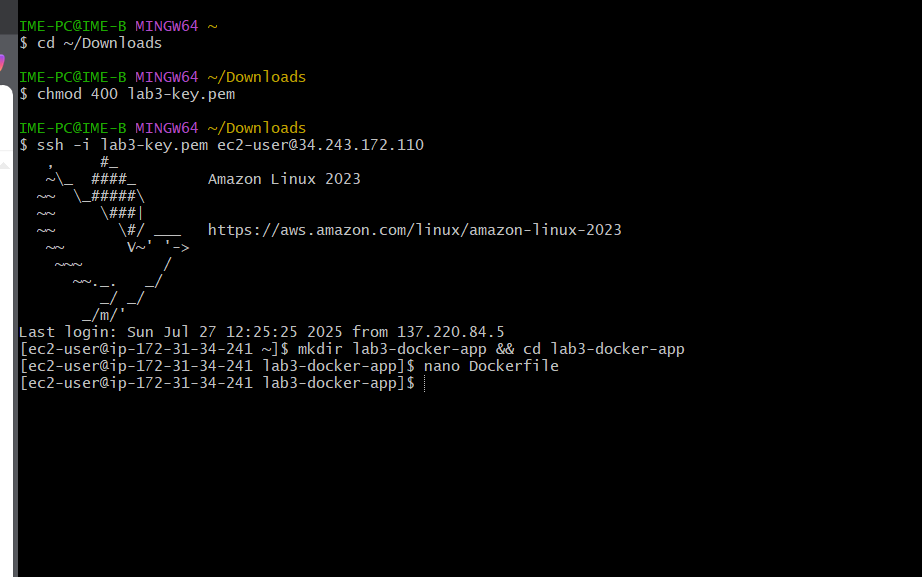 IME-PC@IME-B MINGW64 ~
$ cd ~/Downloads
IME-PC@IME-B MINGW64 ~/Downloads
$ chmod 400 lab3-key.pem
IME-PC@IME-B MINGW64 ~/Downloads
$ ssh -i lab3-key.pem ec2-user@34.243.172.110
   ,     #_
   ~\_  ####_        Amazon Linux 2023
  ~~  \_#####\
  ~~     \###|
  ~~       \#/ ___   https://aws.amazon.com/linux/amazon-linux-2023
   ~~       V~' '->
    ~~~         /
      ~~._.   _/
         _/ _/
       _/m/'
Last login: Sun Jul 27 12:25:25 2025 from 137.220.84.5
[ec2-user@ip-172-31-34-241 ~]$ mkdir lab3-docker-app && cd lab3-docker-app
[ec2-user@ip-172-31-34-241 lab3-docker-app]$ nano Dockerfile
[ec2-user@ip-172-31-34-241 lab3-docker-app]$